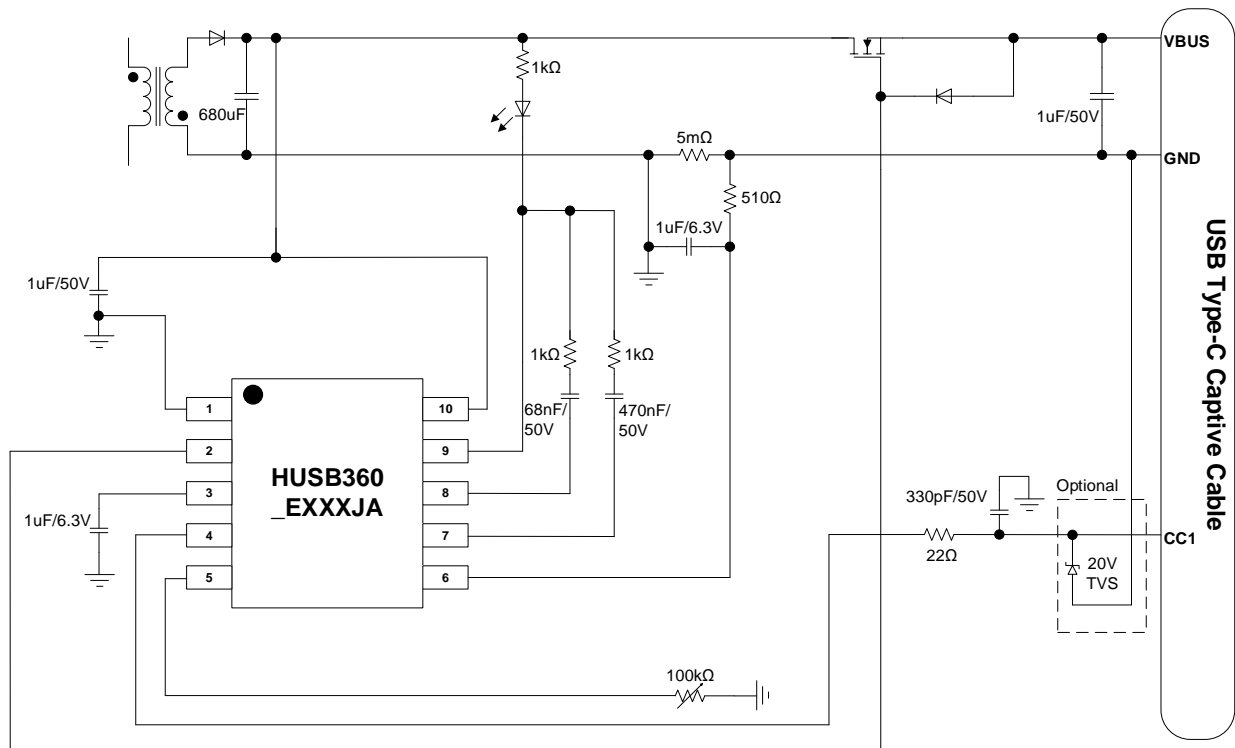 VBUS
1kΩ
680uF
1uF/50V
5mΩ
GND
510Ω
1uF/6.3V
1uF/50V
USB Type-C Captive Cable
1kΩ
1kΩ
68nF/
50V
470nF/
50V
1
10
2
9
HUSB360
_EXXXJA
3
8
1uF/6.3V
4
7
5
6
330pF/50V
Optional
22Ω
CC1
20V
TVS
100kΩ